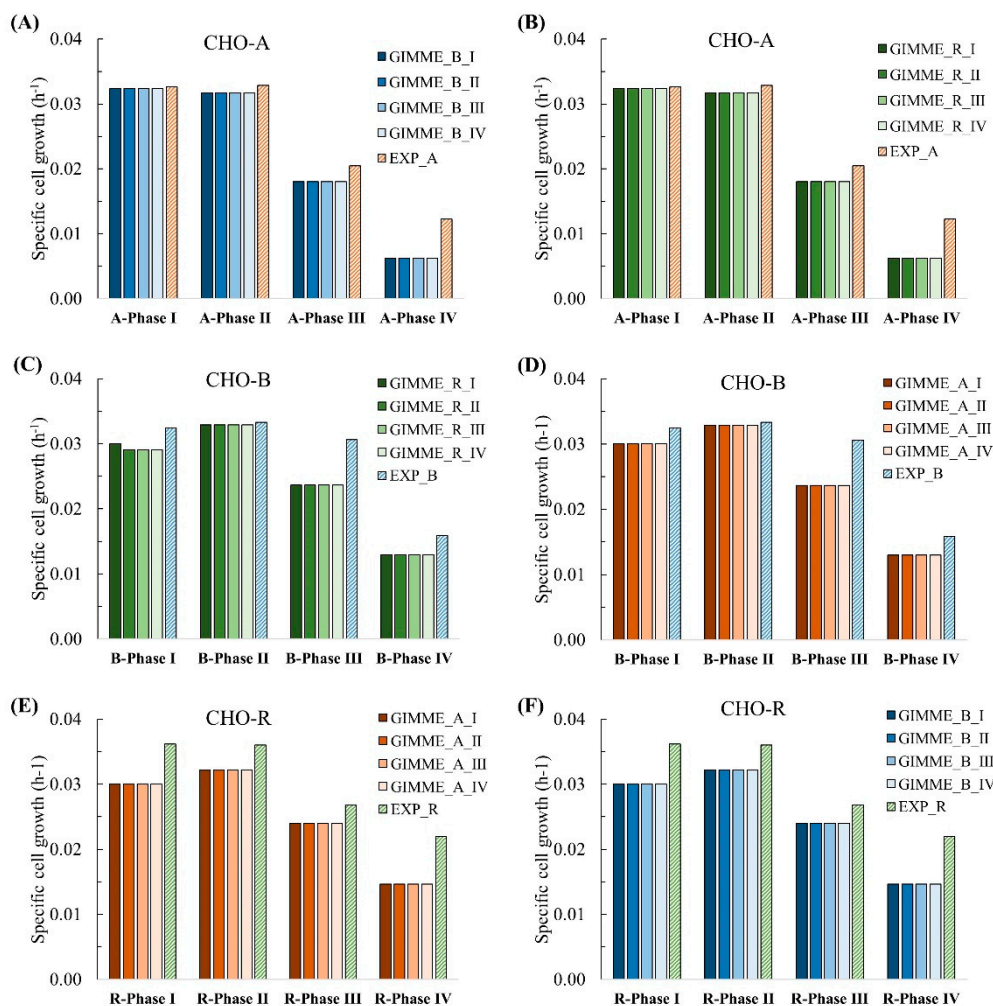 (A)
CHO-A
Specific cell growth (h-1)
0.04
0.03
0.02
0.01
0.00
GIMME_B_I
GIMME_B_II
GIMME_B_III
GIMME_B_IV
EXP_A
A-Phase I A-Phase II A-Phase III A-Phase IV
(B)
CHO-A
Specific cell growth (h-1)
0.04
0.03
0.02
0.01
0.00
GIMME_R_I
GIMME_R_II
GIMME_R_III
GIMME_R_IV
EXP_A
A-Phase I A-Phase II A-Phase III A-Phase IV
(C)
CHO-B
Specific cell growth (h-1)
0.04
0.03
0.02
0.01
0.00
GIMME_R_I
GIMME_R_II
GIMME_R_III
GIMME_R_IV
EXP_B
B-Phase I B-Phase II B-Phase III B-Phase IV
(D)
CHO-B
Specific cell growth (h-1)
0.04
0.03
0.02
0.01
0.00
GIMME_A_I
GIMME_A_II
GIMME_A_III
GIMME_A_IV
EXP_B
B-Phase I B-Phase II B-Phase III B-Phase IV
(E)
CHO-R
Specific cell growth (h-1)
0.04
0.03
0.02
0.01
0.00
GIMME_A_I
GIMME_A_II
GIMME_A_III
GIMME_A_IV
EXP_R
R-Phase I R-Phase II R-Phase III R-Phase IV
(F)
CHO-R
Specific cell growth (h-1)
0.04
0.03
0.02
0.01
0.00
GIMME_B_I
GIMME_B_II
GIMME_B_III
GIMME_B_IV
EXP_R
R-Phase I R-Phase II R-Phase III R-Phase IV